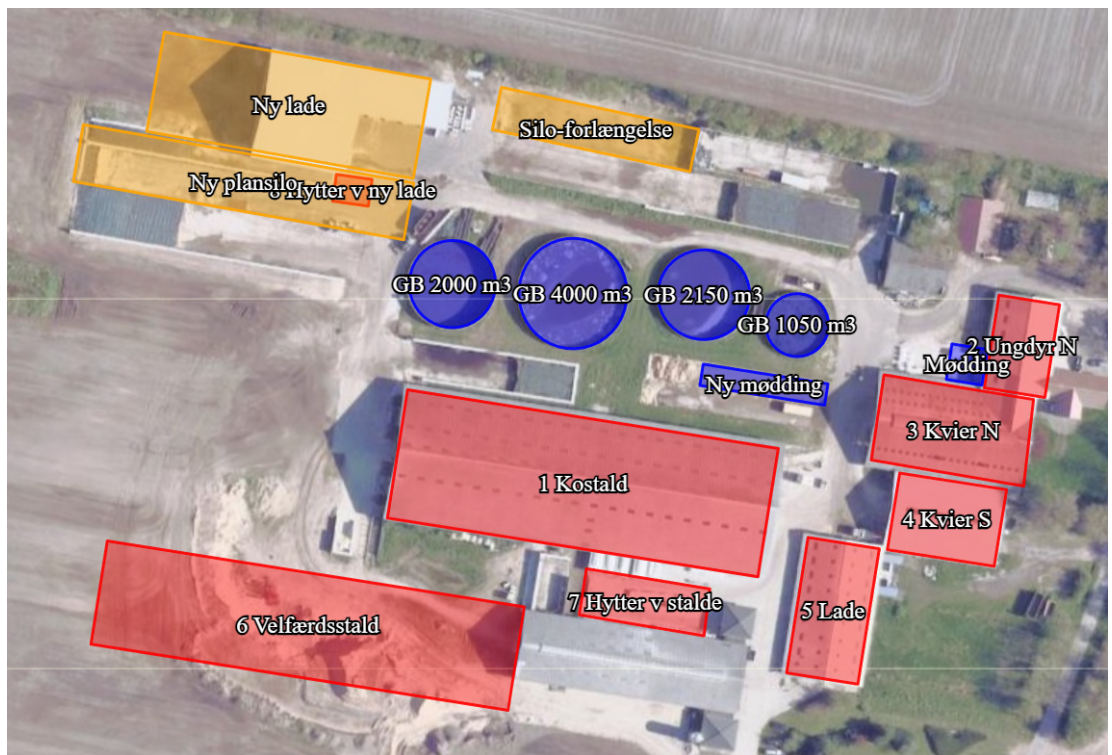 Ny lade
Silo-forlængelse
Ny plansilo
8 Hytter v ny lade
GB 2000 m3
GB 4000 m3
GB 2150 m3
GB 1050 m3
2 Ungdyr N
Mødding
Ny mødding
3 Kvier N
1 Kostald
4 Kvier S
7 Hytter v stalde
5 Lade
6 Velfærdsstald